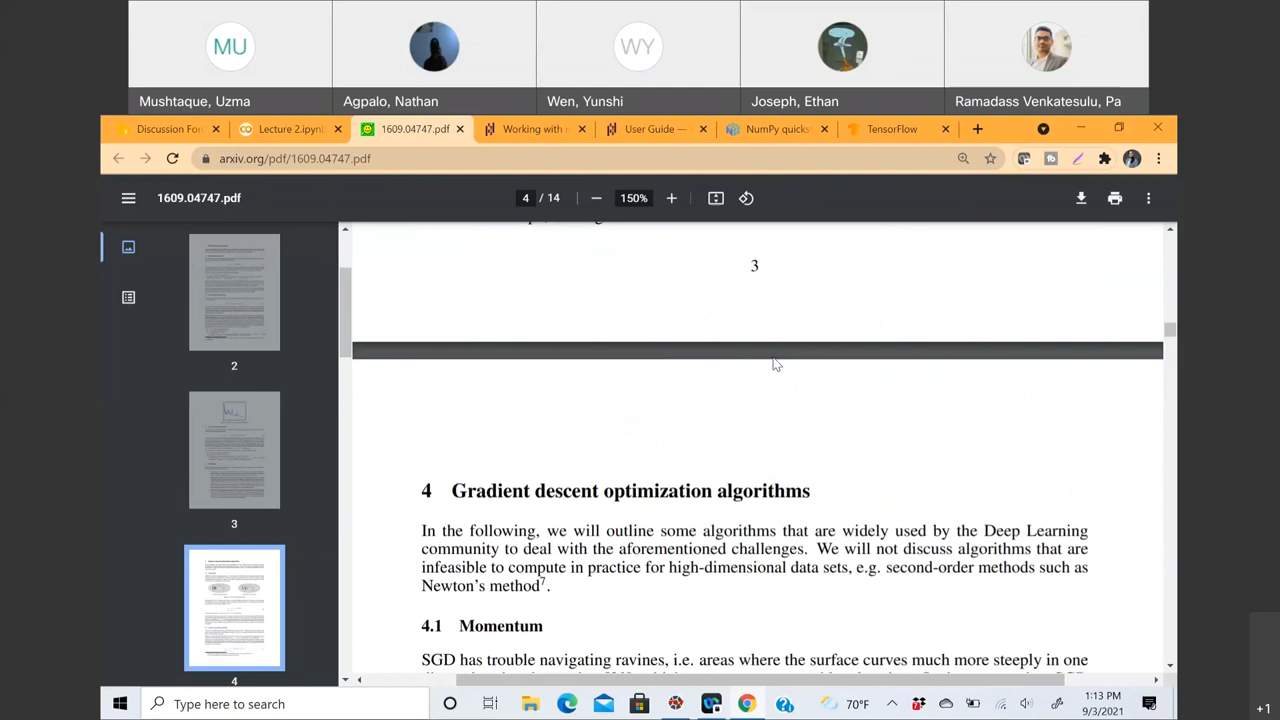 MU
WY
Mushtaque, Uzma
Agpalo, Nathan
Wen, Yunshi
Joseph, Ethan
Ramadass Venkatesulu, Pa
Discussion For
Lecture 2.ipynb
1609.04747.pdf
Working with m
User Guide —
NumPy quicks
TensorFlow
arxiv.org/pdf/1609.04747.pdf
1609.04747.pdf
4 / 14
150%
3
2
3
4
4 Gradient descent optimization algorithms
In the following, we will outline some algorithms that are widely used by the Deep Learning
community to deal with the aforementioned challenges. We will not discuss algorithms that are
infeasible to compute in practice for high-dimensional data sets, e.g. second-order methods such as
Newton's method7.
4.1 Momentum
SGD has trouble navigating ravines, i.e. areas where the surface curves much more steeply in one
Type here to search
70°F
1:13 PM
9/3/2021
+1